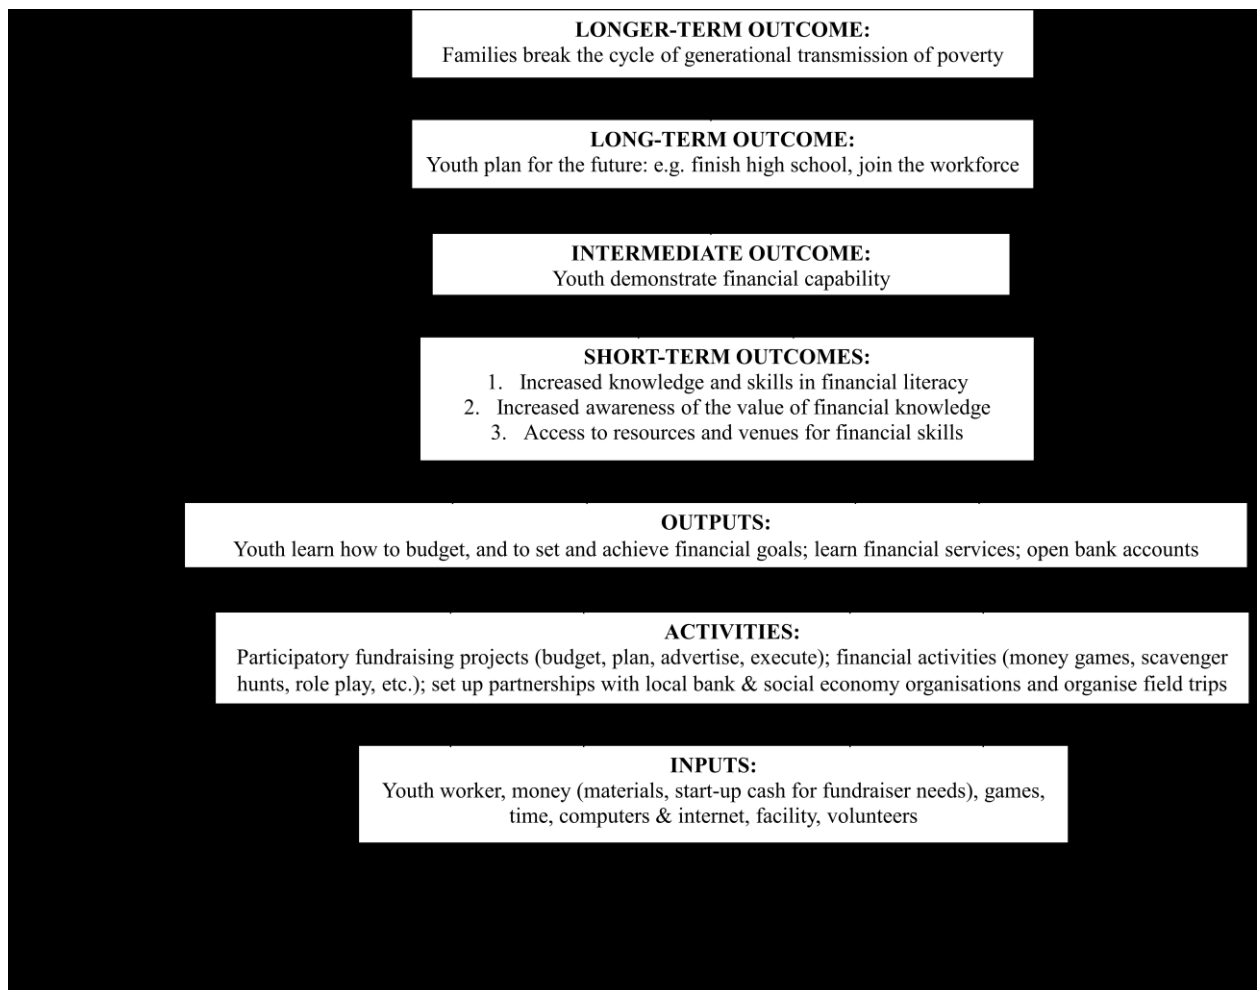 LONGER-TERM OUTCOME:
Families break the cycle of generational transmission of poverty
LONG-TERM OUTCOME:
Youth plan for the future: e.g. finish high school, join the workforce
INTERMEDIATE OUTCOME:
Youth demonstrate financial capability
SHORT-TERM OUTCOMES:
1. Increased knowledge and skills in financial literacy
2. Increased awareness of the value of financial knowledge
3. Access to resources and venues for financial skills
OUTPUTS:
Youth learn how to budget, and to set and achieve financial goals; learn financial services; open bank accounts
ACTIVITIES:
Participatory fundraising projects (budget, plan, advertise, execute); financial activities (money games, scavenger
hunts, role play, etc.); set up partnerships with local bank & social economy organisations and organise field trips
INPUTS:
Youth worker, money (materials, start-up cash for fundraiser needs), games,
time, computers & internet, facility, volunteers